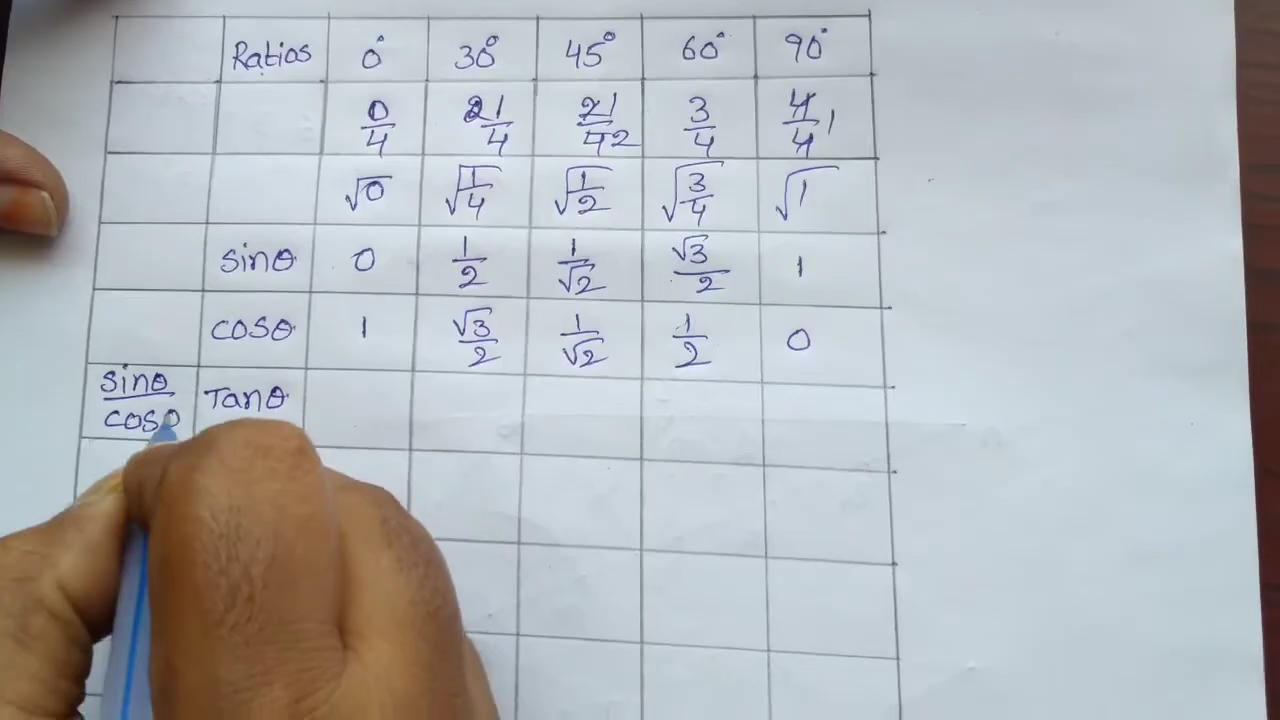 Ratios 0° 30° 45° 60° 90°
0/4 21/4 21/42 3/4 4/4 1
√0 √1/4 √1/2 √3/4 √1
sinθ 0 1/2 1/√2 √3/2 1
cosθ 1 √3/2 1/√2 1/2 0
sinθ/cosθ Tanθ